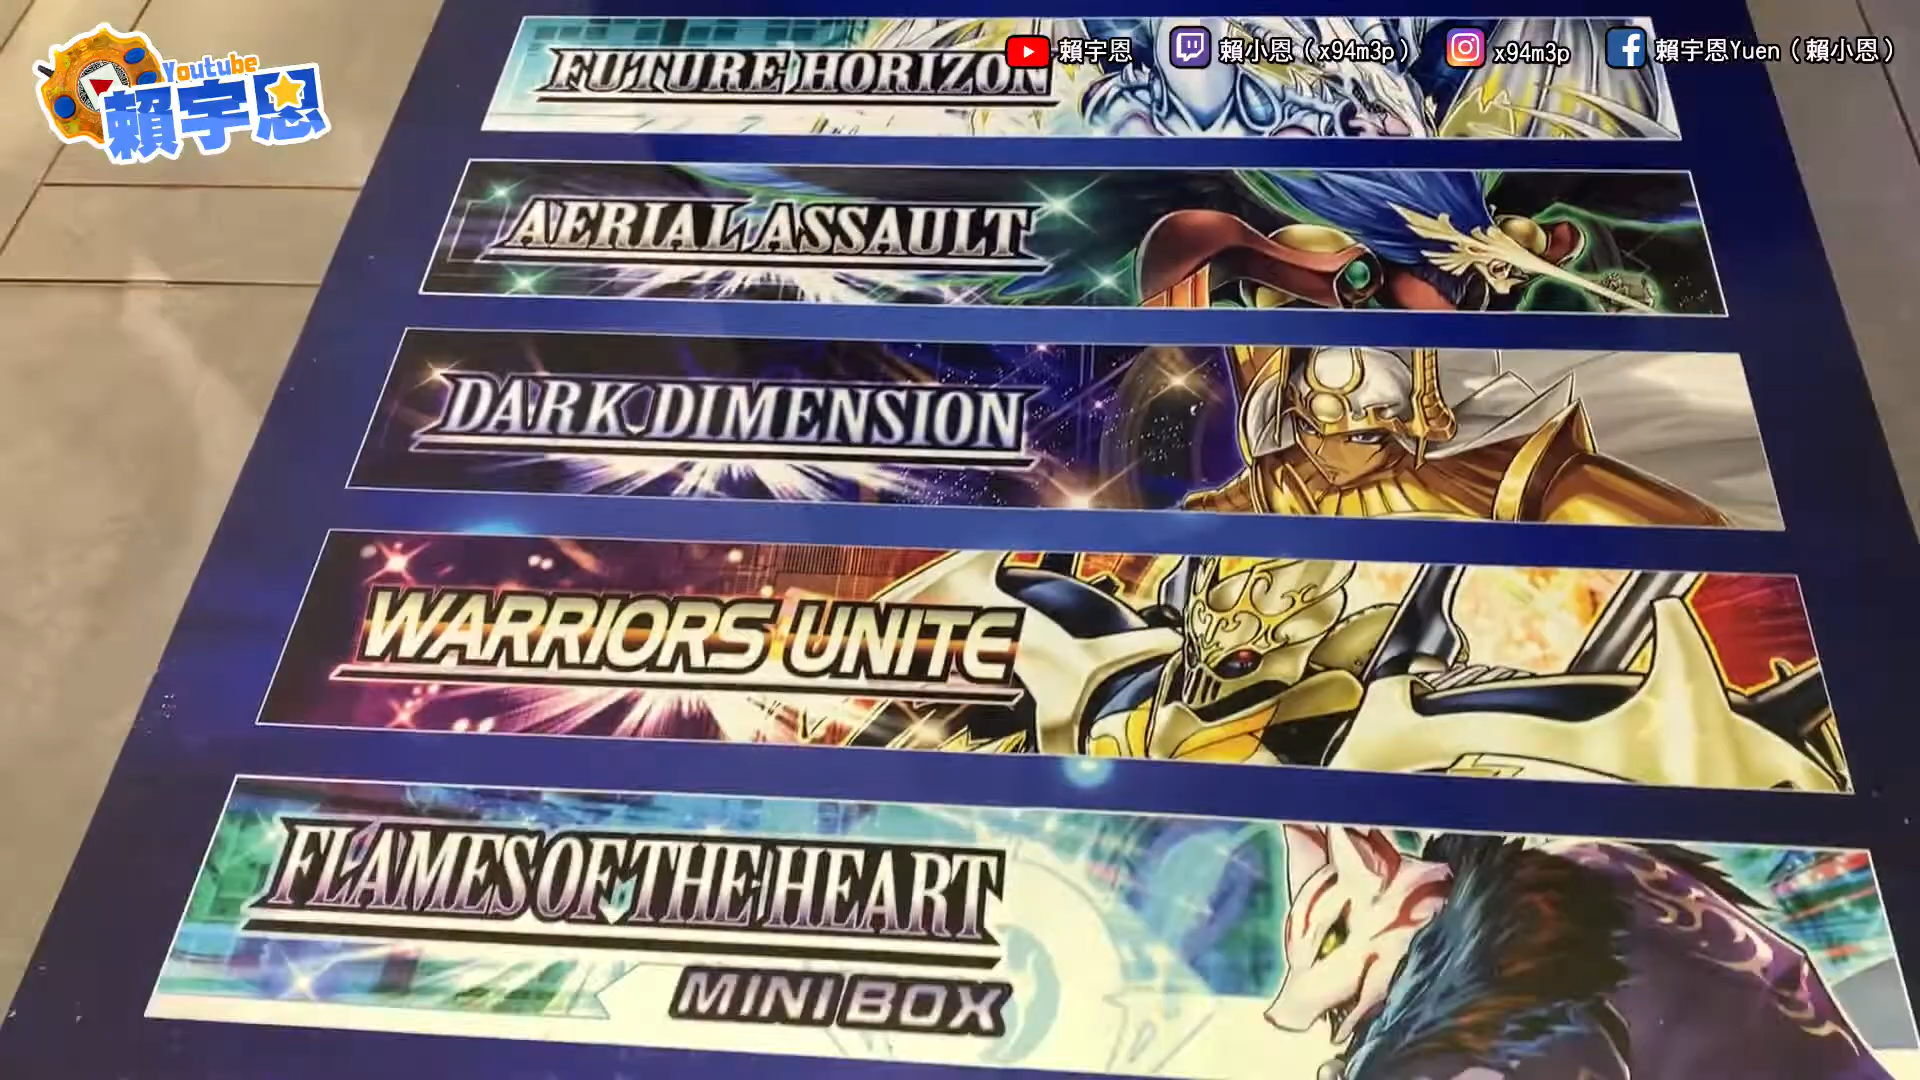 Youtube
賴宇恩
賴宇恩
賴小恩（x94m3p）
x94m3p
賴宇恩Yuen（賴小恩）
FUTURE HORIZON
AERIAL ASSAULT
DARK DIMENSION
WARRIORS UNITE
FLAMES OF THE HEART
MINI BOX